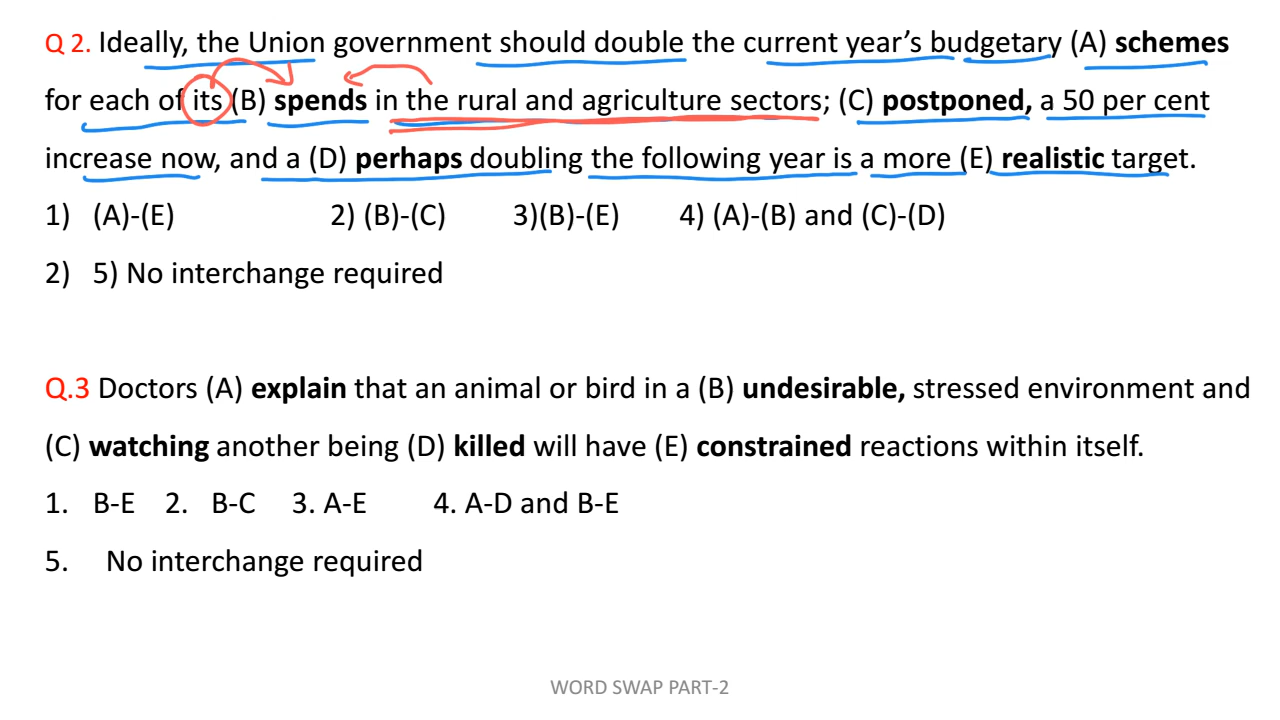 Q 2. Ideally, the Union government should double the current year’s budgetary (A) schemes
for each of its (B) spends in the rural and agriculture sectors; (C) postponed, a 50 per cent
increase now, and a (D) perhaps doubling the following year is a more (E) realistic target.
1) (A)-(E) 2) (B)-(C) 3)(B)-(E) 4) (A)-(B) and (C)-(D)
2) 5) No interchange required
Q.3 Doctors (A) explain that an animal or bird in a (B) undesirable, stressed environment and
(C) watching another being (D) killed will have (E) constrained reactions within itself.
1. B-E 2. B-C 3. A-E 4. A-D and B-E
5. No interchange required
WORD SWAP PART-2